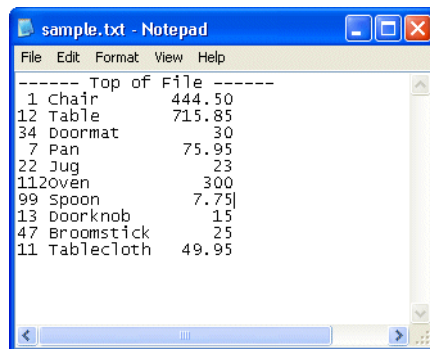 sample.txt - Notepad
File Edit Format View Help
------ Top of File ------
 1 Chair        444.50
12 Table        715.85
34 Doormat          30
 7 Pan           75.95
22 Jug              23
112Oven            300
99 Spoon          7.75
13 Doorknob         15
47 Broomstick       25
11 Tablecloth    49.95